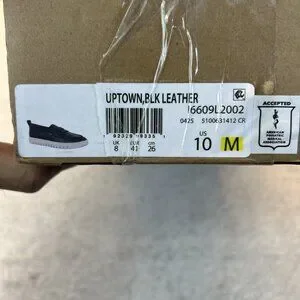 UPTOWN,BLK LEATHER
I6609L2002
0425 S100631412 CR
UK EUR cm
8 41 26
US
10 M
ACCEPTED
AMERICAN
PODIATRIC
MEDICAL
ASSOCIATION